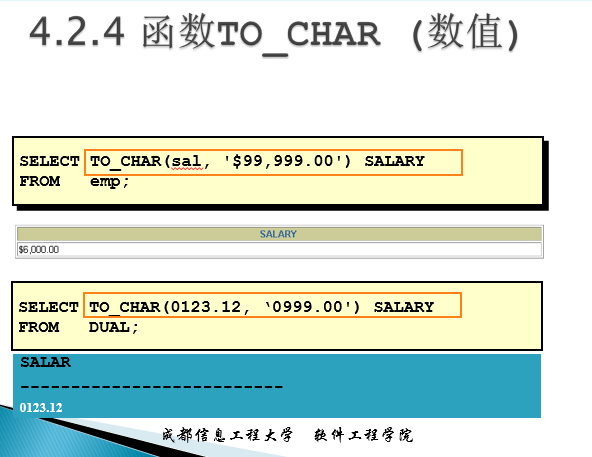 4.2.4 函数TO_CHAR (数值)
SELECT TO_CHAR(sal, '$99,999.00') SALARY
FROM emp;
SALARY
$6,000.00
SELECT TO_CHAR(0123.12, ‘0999.00') SALARY
FROM DUAL;
SALAR
--------------------------
0123.12
成都信息工程大学 软件工程学院